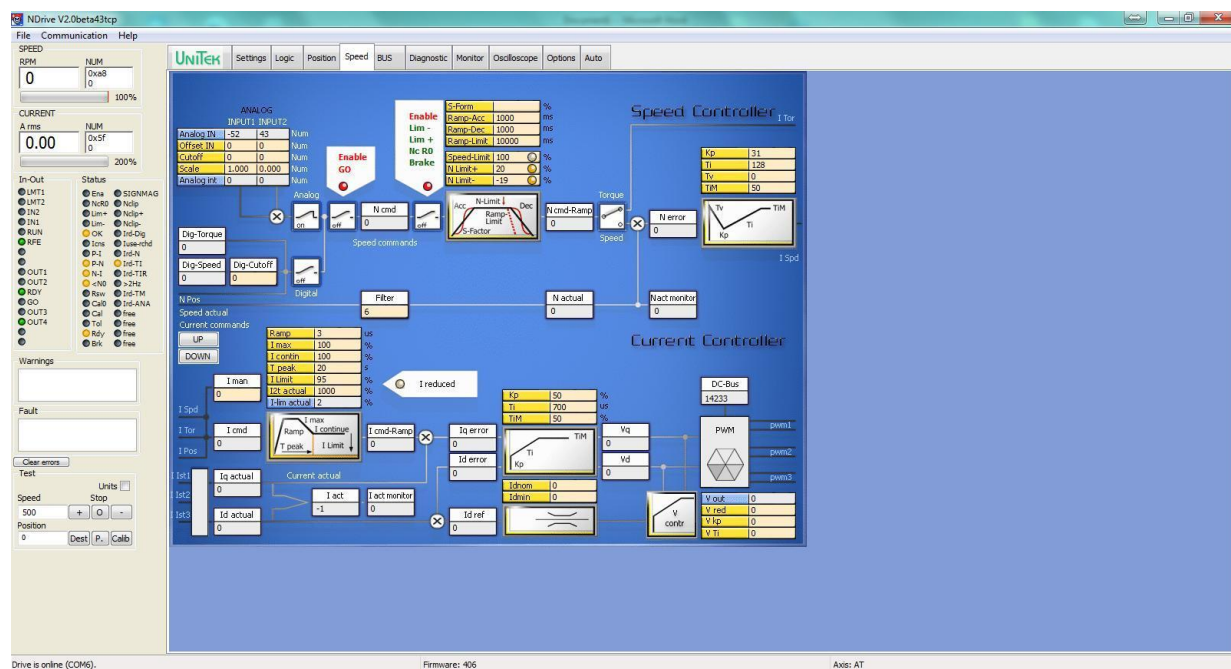 NDrive V2.0beta43tcp
File Communication Help
SPEED
RPM NUM
0 0xa8
0
100%
CURRENT
A rms NUM
0.00 0x5f
0
200%
In-Out Status
LMT1 Ena SIGNMAG
LMT2 NcR0 Nclip
IN2 Lim+ Nclip+
IN1 Lim- Nclip-
RUN OK Ird-Dig
RFE Icns Iuse-rchd
P-I Ird-N
P-N Ird-TI
OUT1 N-I Ird-TIR
OUT2 <N0 >2Hz
RDY Rsw Ird-TM
GO Cal0 Ird-ANA
OUT3 Cal free
OUT4 Tol free
Rdy free
Brk free
Warnings
Fault
Clear errors
Test
Units
Speed Stop
500 + O -
Position
0 Dest P. Calib
UNITEK Settings Logic Position Speed BUS Diagnostic Monitor Oscilloscope Options Auto
ANALOG
INPUT1 INPUT2
Analog IN -52 43 Num
Offset IN 0 0 Num
Cutoff 0 0 Num
Scale 1.000 0.000 Num
Analog int 0 0 Num
Enable
GO
Enable
Lim -
Lim +
Nc R0
Brake
S-Form %
Ramp-Acc 1000 ms
Ramp-Dec 1000 ms
Ramp-Limit 10000 ms
Speed-Limit 100 %
N Limit+ 20 %
N Limit- -19 %
Speed Controller
I Tor
Kp 31
Ti 128
Tv 0
TiM 50
Tv TiM
Ti
Kp
I Spd
Analog
on
off
N cmd
0
off
Speed commands
N-Limit
Acc Dec
Ramp-
Limit
S-Factor
N cmd-Ramp
0
Torque
Speed
N error
0
Dig-Torque
0
Dig-Speed Dig-Cutoff
0 0
off
Digital
N Pos
Speed actual
Filter
6
N actual
0
Nact monitor
0
Current commands
UP
DOWN
Ramp 3 us
I max 100 %
I contin 100 %
T peak 20 s
I Limit 95 %
I2t actual 1000 %
I-lim actual 2 %
I reduced
Current Controller
I man
0
I Spd
I Tor
I Pos
I cmd
0
I max
Ramp I continue
T peak I Limit
I cmd-Ramp
0
Kp 50 %
Ti 700 us
TiM 50 %
Iq error
0
Id error
0
TiM
Ti
Kp
Vq
0
Vd
0
DC-Bus
14233
PWM
pwm1
pwm2
pwm3
I Ist1
I Ist2
I Ist3
Iq actual
0
Current actual
I act
-1
I act monitor
0
Id actual
0
Id ref
0
Idnom 0
Idmin 0
V
contr
V out 0
V red 0
V kp 0
V Ti 0
Drive is online (COM6). Firmware: 406 Axis: AT